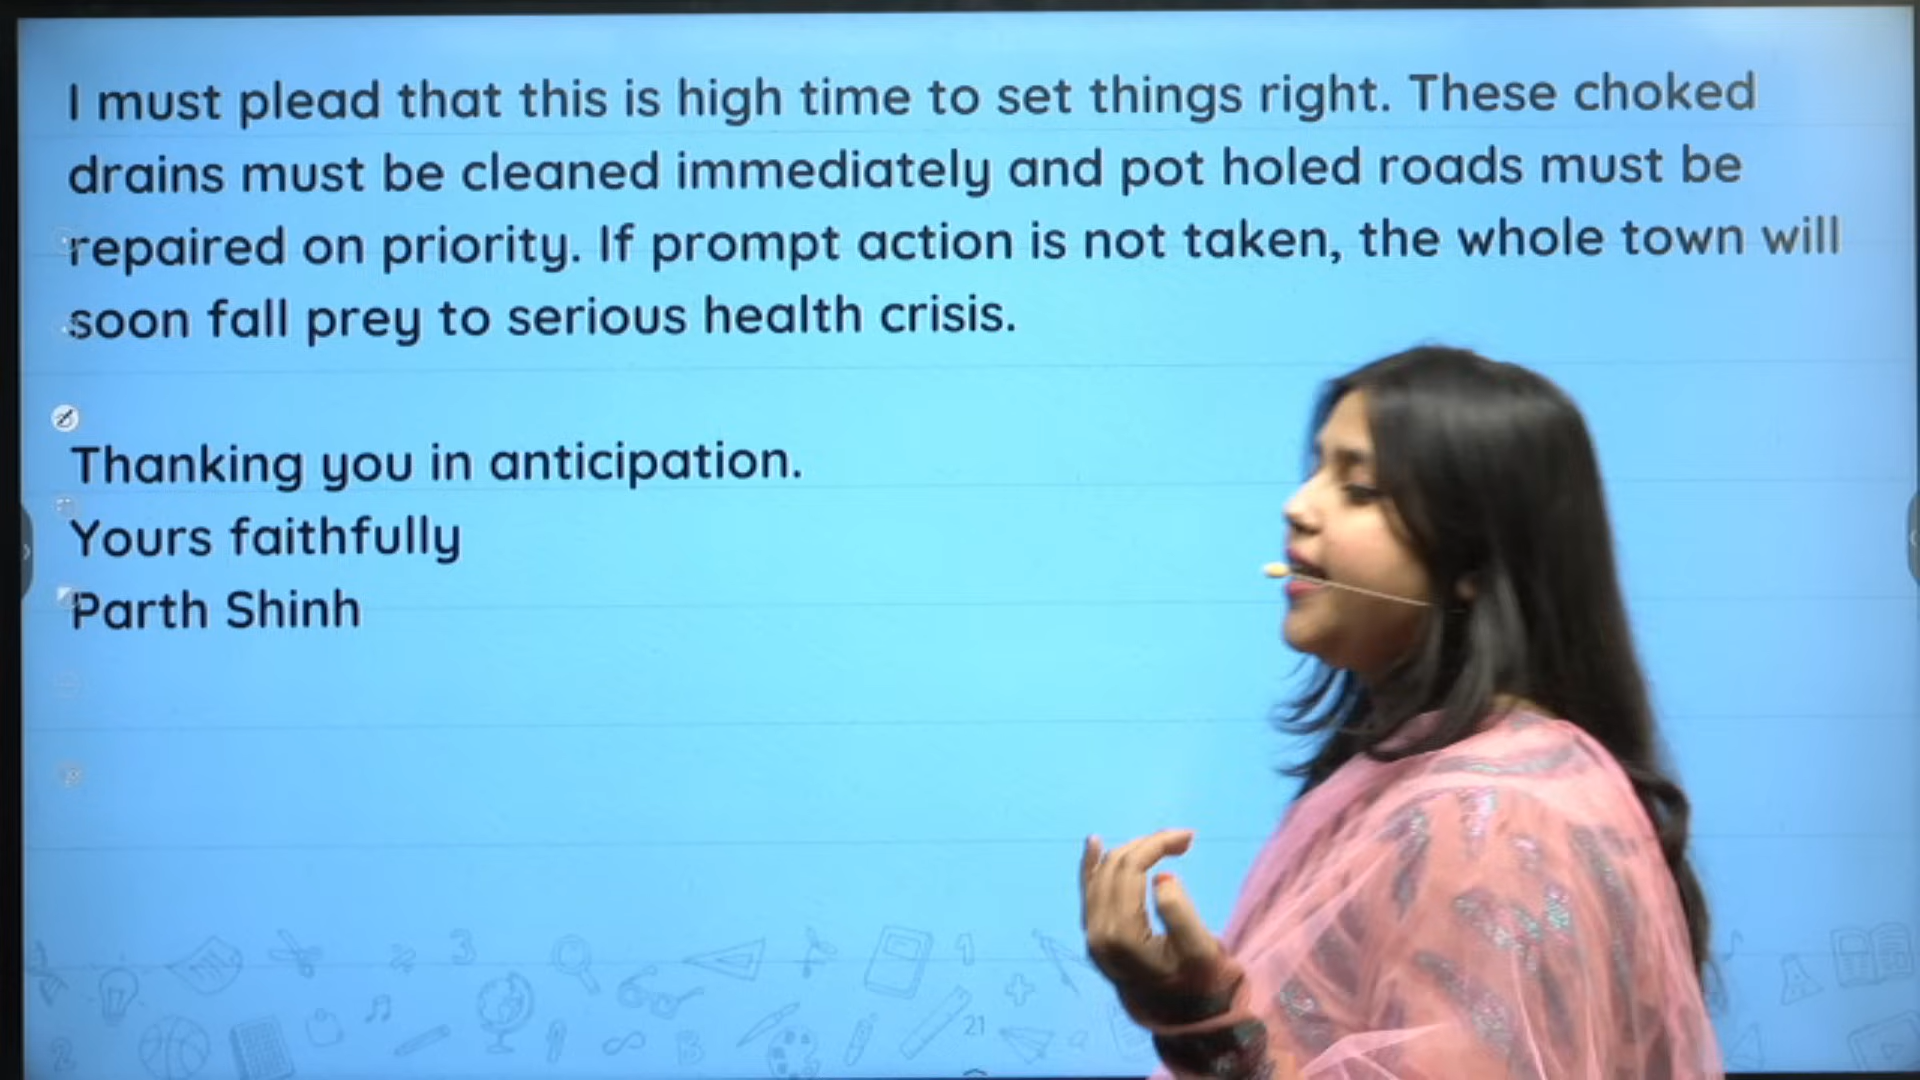 I must plead that this is high time to set things right. These choked
drains must be cleaned immediately and pot holed roads must be
repaired on priority. If prompt action is not taken, the whole town will
soon fall prey to serious health crisis.
Thanking you in anticipation.
Yours faithfully
Parth Shinh
21